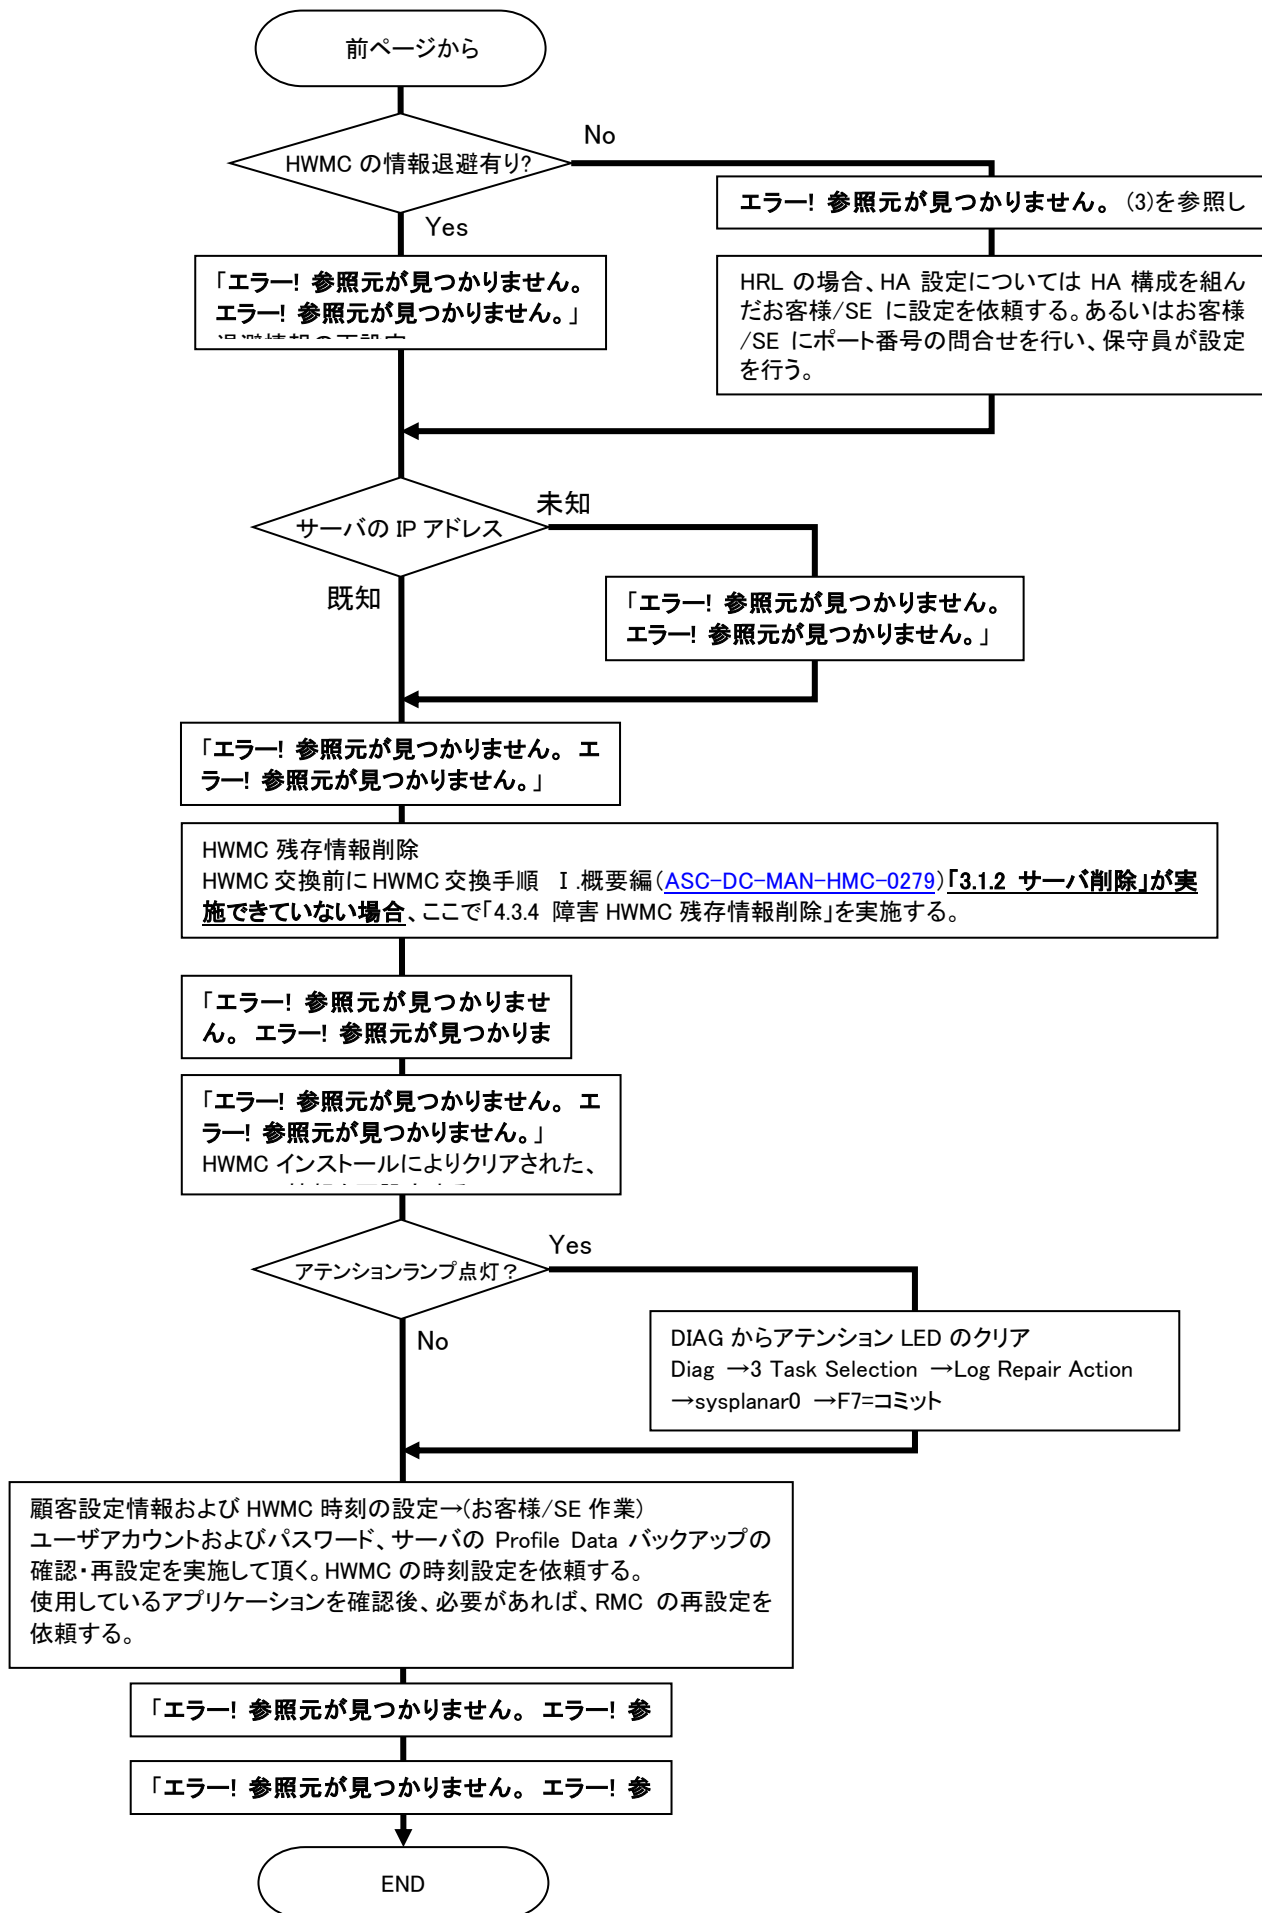 前ページから
HWMC の情報退避有り?
No
Yes
エラー! 参照元が見つかりません。 (3)を参照し
「エラー! 参照元が見つかりません。
エラー! 参照元が見つかりません。」
HRL の場合、HA 設定については HA 構成を組ん
だお客様/SE に設定を依頼する。あるいはお客様
/SE にポート番号の問合せを行い、保守員が設定
を行う。
サーバの IP アドレス
未知
既知
「エラー! 参照元が見つかりません。
エラー! 参照元が見つかりません。」
「エラー! 参照元が見つかりません。 エ
ラー! 参照元が見つかりません。」
HWMC 残存情報削除
HWMC 交換前に HWMC 交換手順 Ⅰ.概要編(ASC-DC-MAN-HMC-0279)「3.1.2 サーバ削除」が実
施できていない場合、ここで「4.3.4 障害 HWMC 残存情報削除」を実施する。
「エラー! 参照元が見つかりませ
ん。 エラー! 参照元が見つかりま
「エラー! 参照元が見つかりません。 エ
ラー! 参照元が見つかりません。」
HWMC インストールによりクリアされた、
アテンションランプ点灯?
Yes
No
DIAG からアテンション LED のクリア
Diag →3 Task Selection →Log Repair Action
→sysplanar0 →F7=コミット
顧客設定情報および HWMC 時刻の設定→(お客様/SE 作業)
ユーザアカウントおよびパスワード、サーバの Profile Data バックアップの
確認・再設定を実施して頂く。HWMC の時刻設定を依頼する。
使用しているアプリケーションを確認後、必要があれば、RMC の再設定を
依頼する。
「エラー! 参照元が見つかりません。 エラー! 参
「エラー! 参照元が見つかりません。 エラー! 参
END